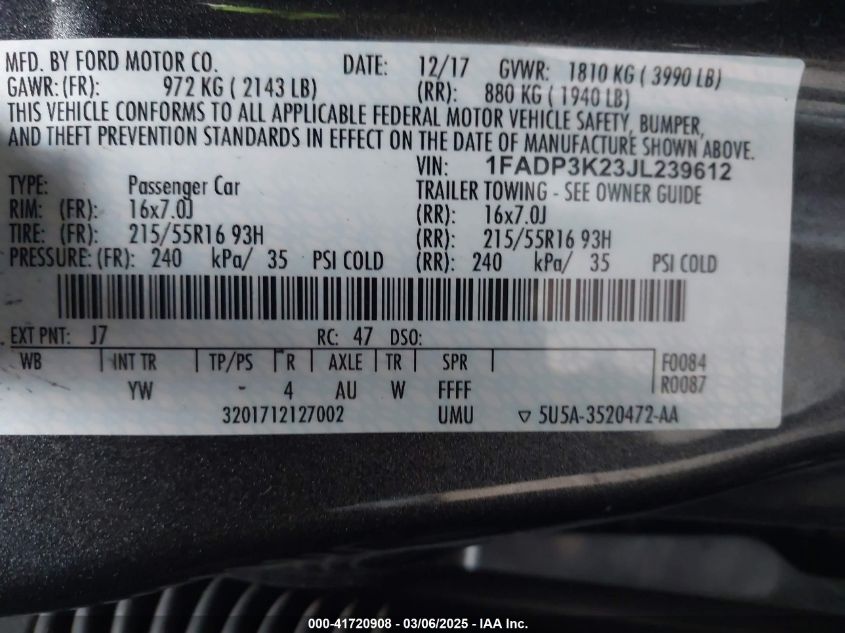 MFD. BY FORD MOTOR CO. DATE: 12/17 GVWR: 1810 KG ( 3990 LB)
GAWR: (FR): 972 KG ( 2143 LB) (RR): 880 KG ( 1940 LB)
THIS VEHICLE CONFORMS TO ALL APPLICABLE FEDERAL MOTOR VEHICLE SAFETY, BUMPER,
AND THEFT PREVENTION STANDARDS IN EFFECT ON THE DATE OF MANUFACTURE SHOWN ABOVE.
VIN: 1FADP3K23JL239612
TYPE: Passenger Car TRAILER TOWING - SEE OWNER GUIDE
RIM: (FR): 16x7.0J (RR): 16x7.0J
TIRE: (FR): 215/55R16 93H (RR): 215/55R16 93H
PRESSURE: (FR): 240 kPa/ 35 PSI COLD (RR): 240 kPa/ 35 PSI COLD
EXT PNT: J7 RC: 47 DSO:
WB | INT TR | TP/PS | R | AXLE | TR | SPR | F0084
YW - 4 AU W FFFF R0087
3201712127002 UMU ▽ 5U5A-3520472-AA
000-41720908 - 03/06/2025 - IAA Inc.